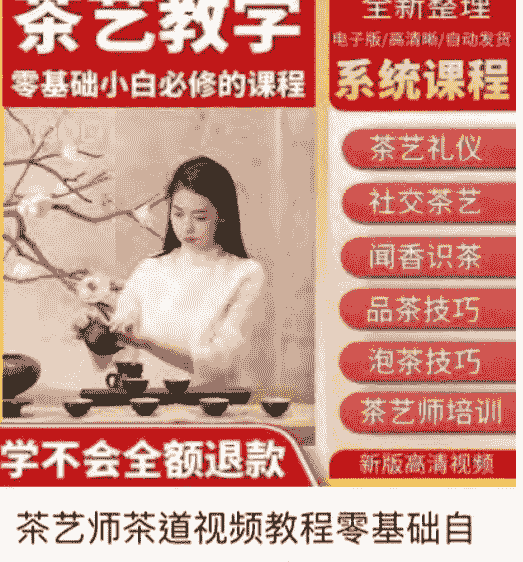 茶艺教学
零基础小白必修的课程
全新整理
电子版/高清晰/自动发货
系统课程
茶艺礼仪
社交茶艺
闻香识茶
品茶技巧
泡茶技巧
茶艺师培训
学不会全额退款
新版高清视频
茶艺师茶道视频教程零基础自